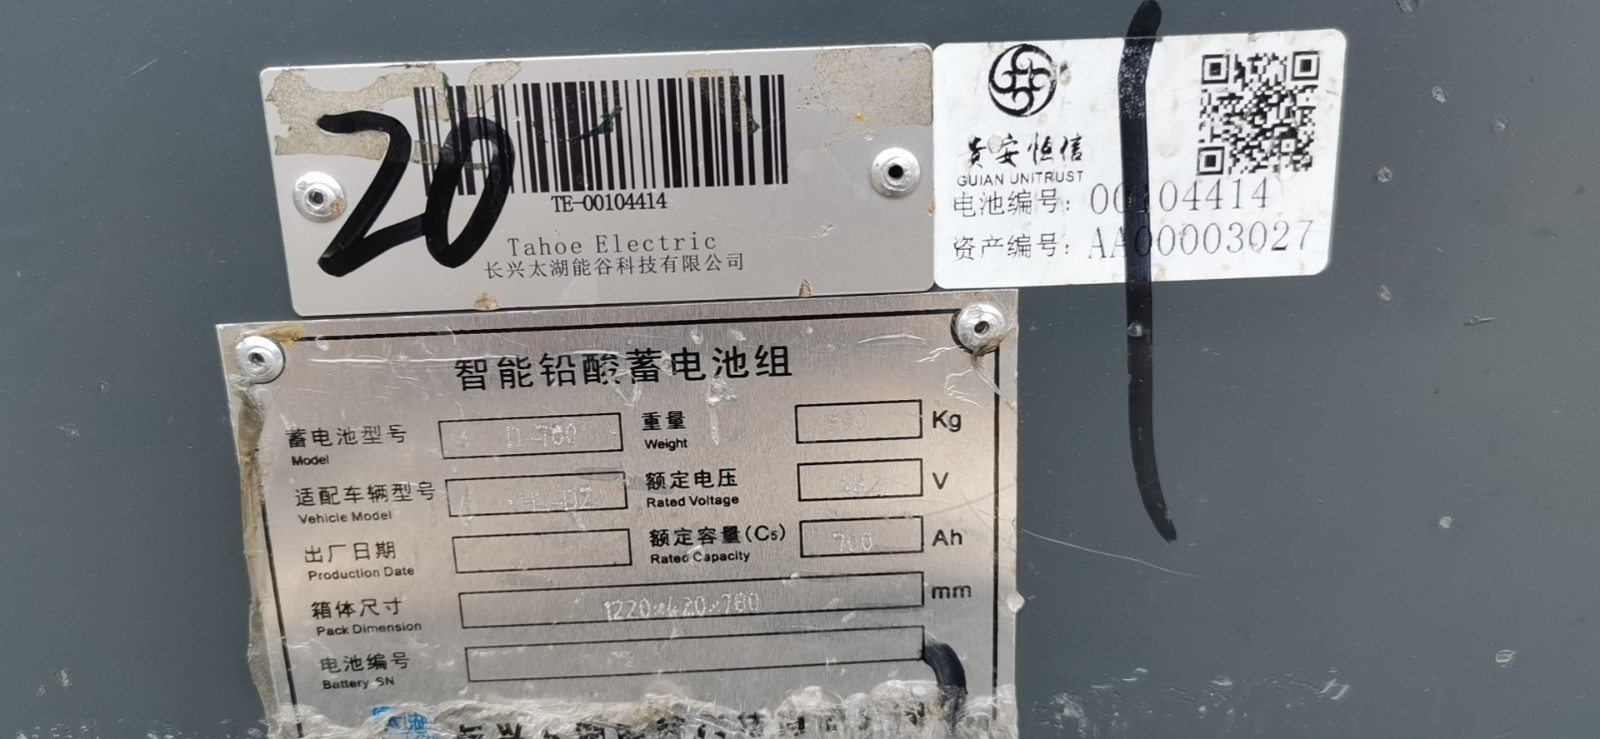 20
TE-00104414
Tahoe Electric
长兴太湖能谷科技有限公司
贵安恒信
GUIAN UNITRUST
电池编号: 00104414
资产编号: AA00003027
智能铅酸蓄电池组
蓄电池型号
Model
重量 Kg
Weight
适配车辆型号
Vehicle Model
额定电压 V
Rated Voltage
出厂日期
Production Date
额定容量(C₅) 700 Ah
Rated Capacity
箱体尺寸 1220×420×780 mm
Pack Dimension
电池编号
Battery SN